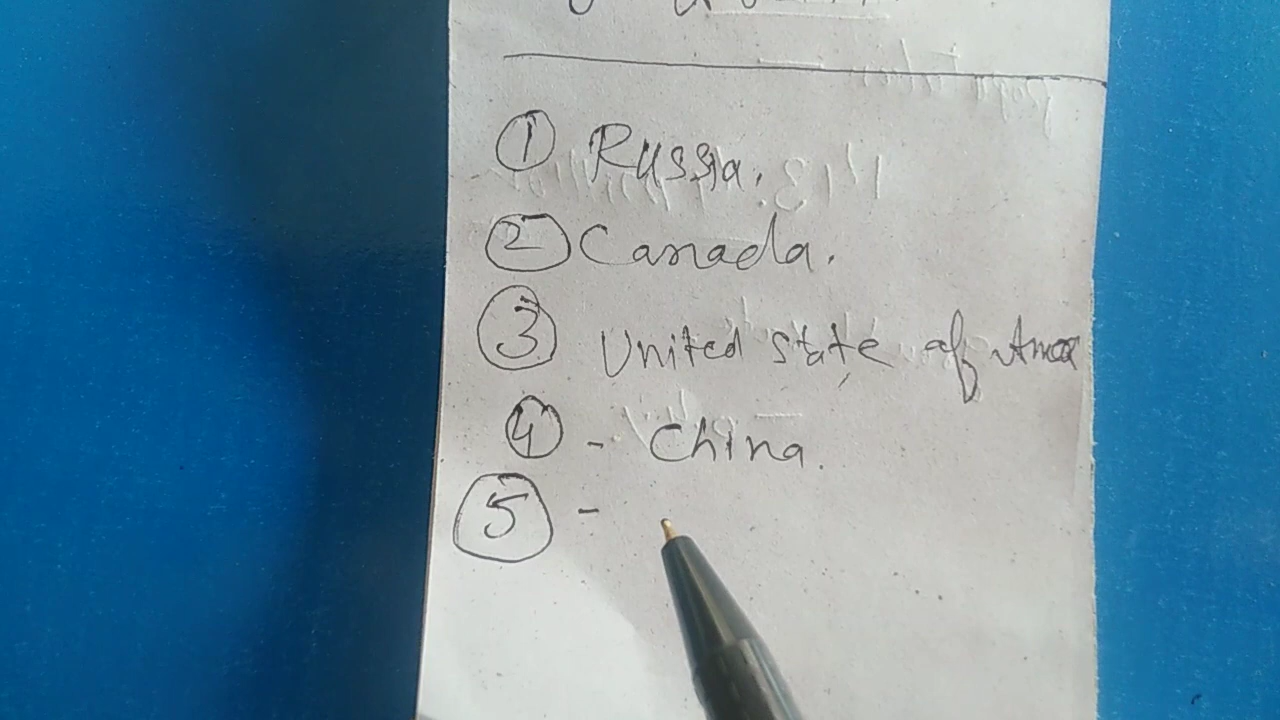 ① Russia.
② Canada.
③ United state of
④ - China.
⑤ -